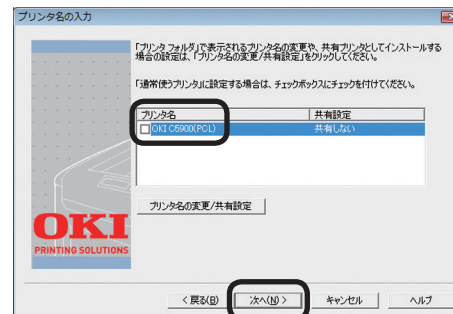 プリンタ名の入力
「プリンタ フォルダ」で表示されるプリンタ名の変更や、共有プリンタとしてインストールする
場合の設定は、「プリンタ名の変更/共有設定」をクリックしてください。
「通常使うプリンタ」に設定する場合は、チェックボックスにチェックを付けてください。
プリンタ名 共有設定
OKI C5900(PCL) 共有しない
プリンタ名の変更/共有設定
OKI
PRINTING SOLUTIONS
< 戻る(B) 次へ(N) > キャンセル ヘルプ